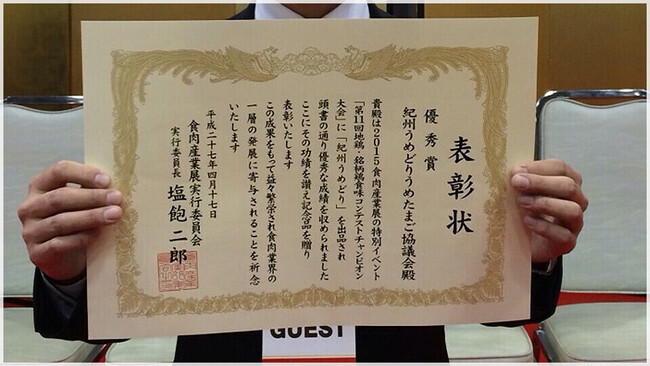 表彰状
優秀賞
紀州うめどりうめたまご協議会殿
貴殿は2015食肉産業展の特別イベント
「第11回地鶏・銘柄鶏食味コンテストチャンピオン
大会」に「紀州うめどり」を出品され
頭書の通り優秀な成績を収められました
ここにその功績を讃え記念品を贈り
表彰いたします
この成果をもって益々繁栄され食肉業界の
一層の発展に寄与されることを祈念
いたします
平成二十七年四月十七日
食肉産業展実行委員会
実行委員長 塩飽二郎
GUEST